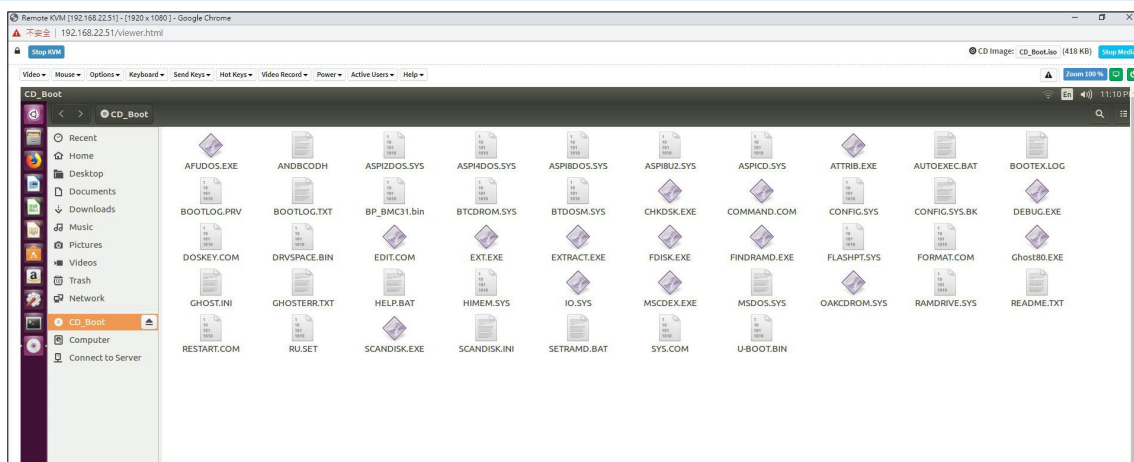 Remote KVM [192.168.22.51] - [1920 x 1080 ] - Google Chrome
不安全 | 192.168.22.51/viewer.html
Stop KVM
CD Image: CD_Boot.iso (418 KB) Stop Medi
Video Mouse Options Keyboard Send Keys Hot Keys Video Record Power Active Users Help
Zoom 100 %
CD_Boot
En 11:10 P
CD_Boot
Recent
Home
Desktop
Documents
Downloads
Music
Pictures
Videos
Trash
Network
CD_Boot
Computer
Connect to Server
AFUDOS.EXE ANDBCODH ASPI2DOS.SYS ASPI4DOS.SYS ASPI8DOS.SYS ASPI8U2.SYS ASPICD.SYS ATTRIB.EXE AUTOEXEC.BAT BOOTEX.LOG
BOOTLOG.PRV BOOTLOG.TXT BP_BMC31.bin BTCDROM.SYS BTDOSM.SYS CHKDSK.EXE COMMAND.COM CONFIG.SYS CONFIG.SYS.BK DEBUG.EXE
DOSKEY.COM DRVSPACE.BIN EDIT.COM EXT.EXE EXTRACT.EXE FDISK.EXE FINDRAMD.EXE FLASHPT.SYS FORMAT.COM Ghost80.EXE
GHOST.INI GHOSTERR.TXT HELP.BAT HIMEM.SYS IO.SYS MSCDEX.EXE MSDOS.SYS OAKCDROM.SYS RAMDRIVE.SYS README.TXT
RESTART.COM RU.SET SCANDISK.EXE SCANDISK.INI SETRAMD.BAT SYS.COM U-BOOT.BIN